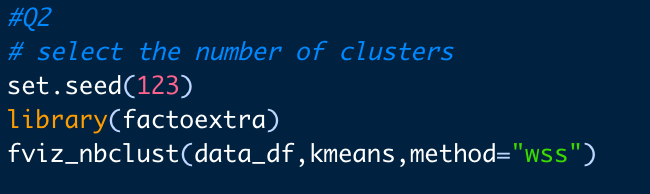 #Q2
# select the number of clusters
set.seed(123)
library(factoextra)
fviz_nbclust(data_df,kmeans,method="wss")